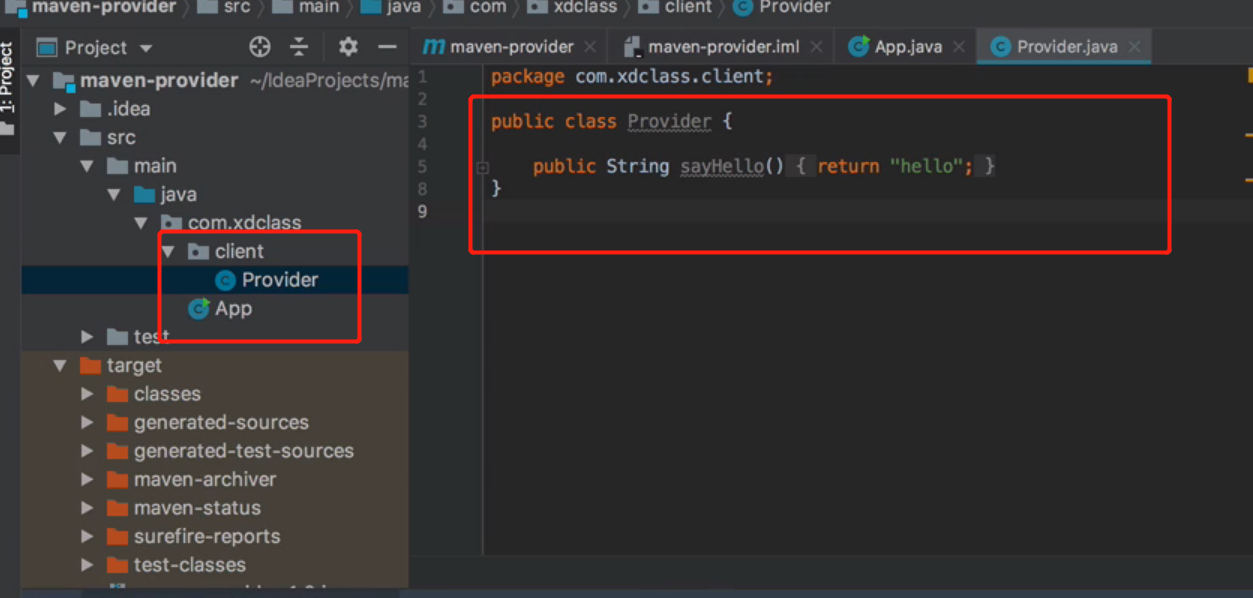 maven-provider src main java com xdclass client Provider
1: Project
Project
maven-provider ~/IdeaProjects/ma
.idea
src
main
java
com.xdclass
client
Provider
App
test
target
classes
generated-sources
generated-test-sources
maven-archiver
maven-status
surefire-reports
test-classes
m maven-provider maven-provider.iml App.java Provider.java
1 package com.xdclass.client;
2
3 public class Provider {
4
5 public String sayHello() { return "hello"; }
8 }
9